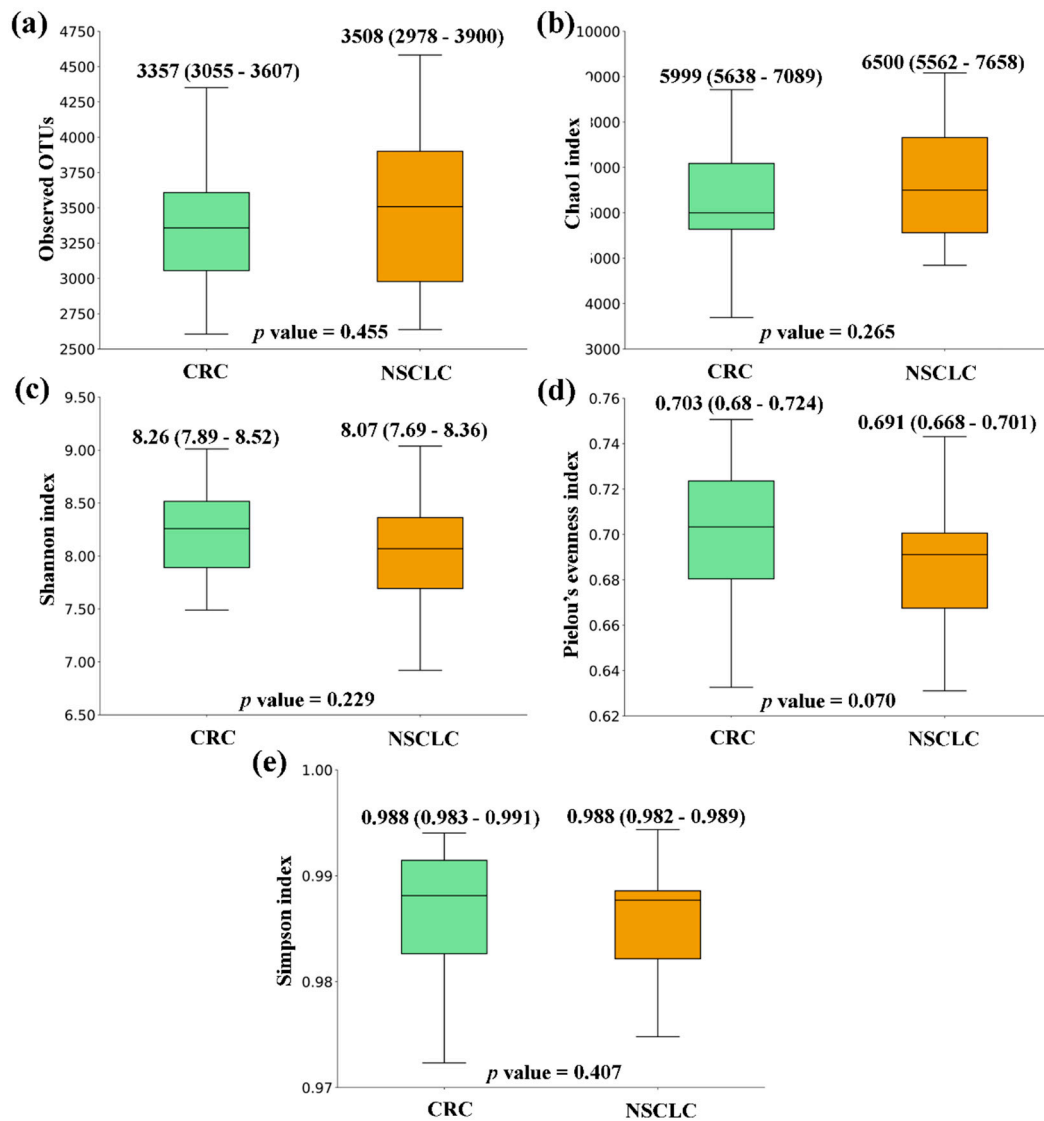 (a)
4750
4500
4250
4000
3750
3500
3250
3000
2750
2500
Observed OTUs
3357 (3055 - 3607)
3508 (2978 - 3900)
p value = 0.455
CRC
NSCLC
(b)
10000
9000
8000
7000
6000
5000
4000
3000
Chao1 index
5999 (5638 - 7089)
6500 (5562 - 7658)
p value = 0.265
CRC
NSCLC
(c)
9.50
9.00
8.50
8.00
7.50
7.00
6.50
Shannon index
8.26 (7.89 - 8.52)
8.07 (7.69 - 8.36)
p value = 0.229
CRC
NSCLC
(d)
0.76
0.74
0.72
0.70
0.68
0.66
0.64
0.62
Pielou’s evenness index
0.703 (0.68 - 0.724)
0.691 (0.668 - 0.701)
p value = 0.070
CRC
NSCLC
(e)
1.00
0.99
0.98
0.97
Simpson index
0.988 (0.983 - 0.991)
0.988 (0.982 - 0.989)
p value = 0.407
CRC
NSCLC